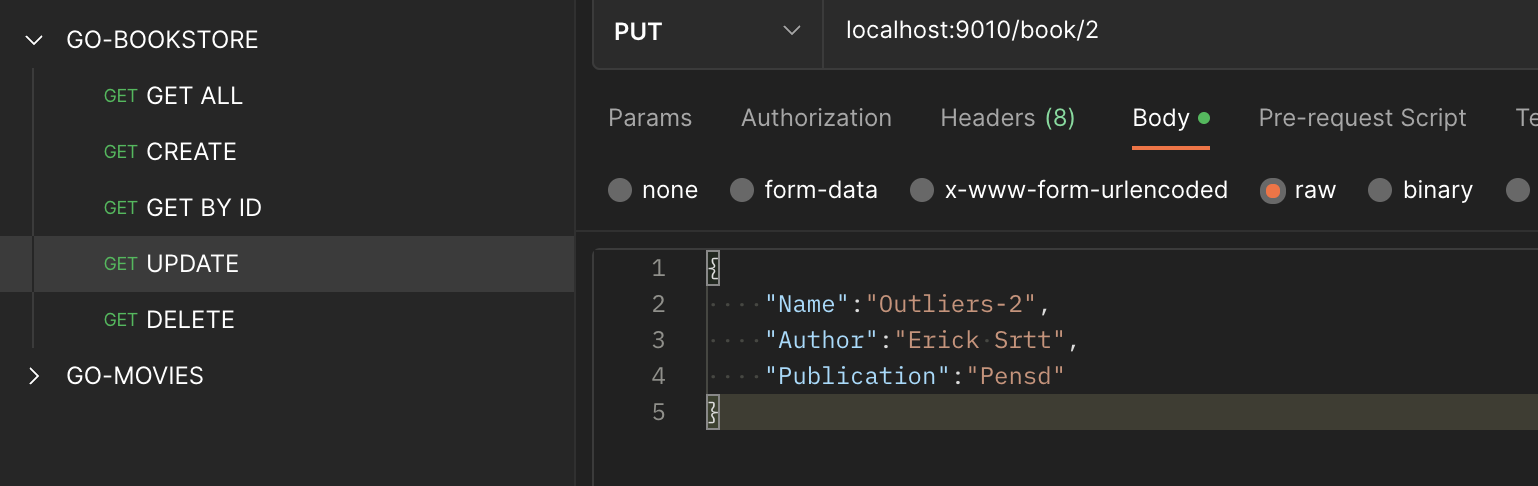 GO-BOOKSTORE
GET GET ALL
GET CREATE
GET GET BY ID
GET UPDATE
GET DELETE
GO-MOVIES
PUT localhost:9010/book/2
Params Authorization Headers (8) Body Pre-request Script
none form-data x-www-form-urlencoded raw binary
1 {
2 "Name":"Outliers-2",
3 "Author":"Erick Srtt",
4 "Publication":"Pensd"
5 }